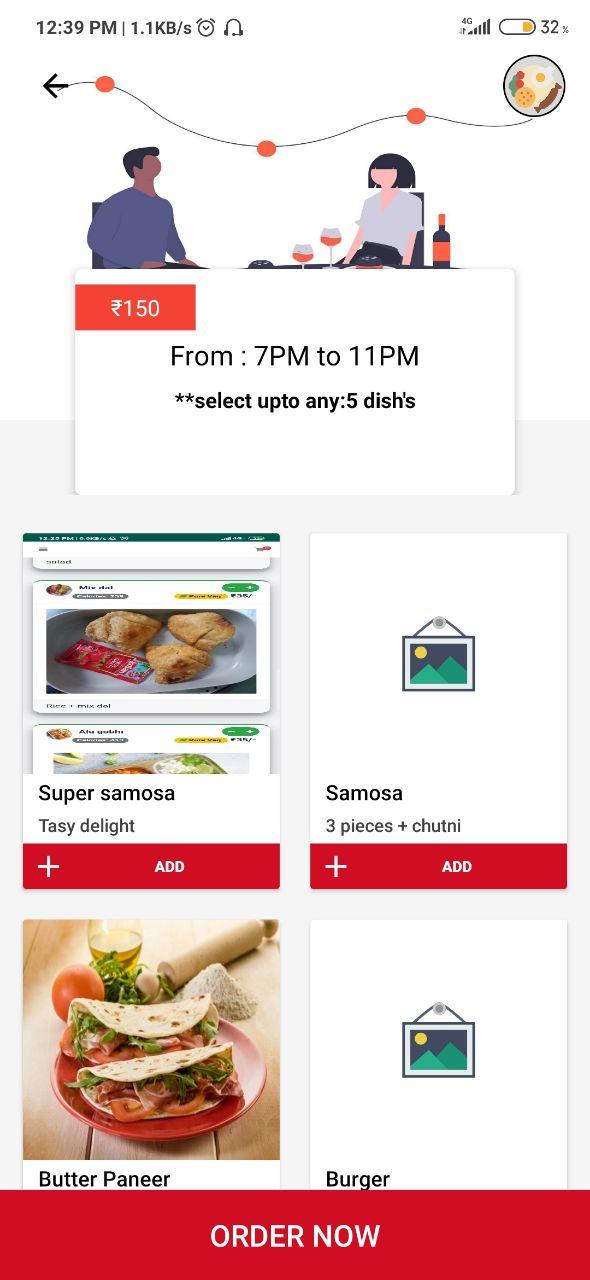 12:39 PM | 1.1KB/s
4G
32 %
₹150
From : 7PM to 11PM
**select upto any:5 dish's
salad
Mix dal
₹35/-
Rice + mix dal
Alu gobhi
₹35/-
Super samosa
Tasy delight
ADD
Samosa
3 pieces + chutni
ADD
Butter Paneer
Burger
ORDER NOW